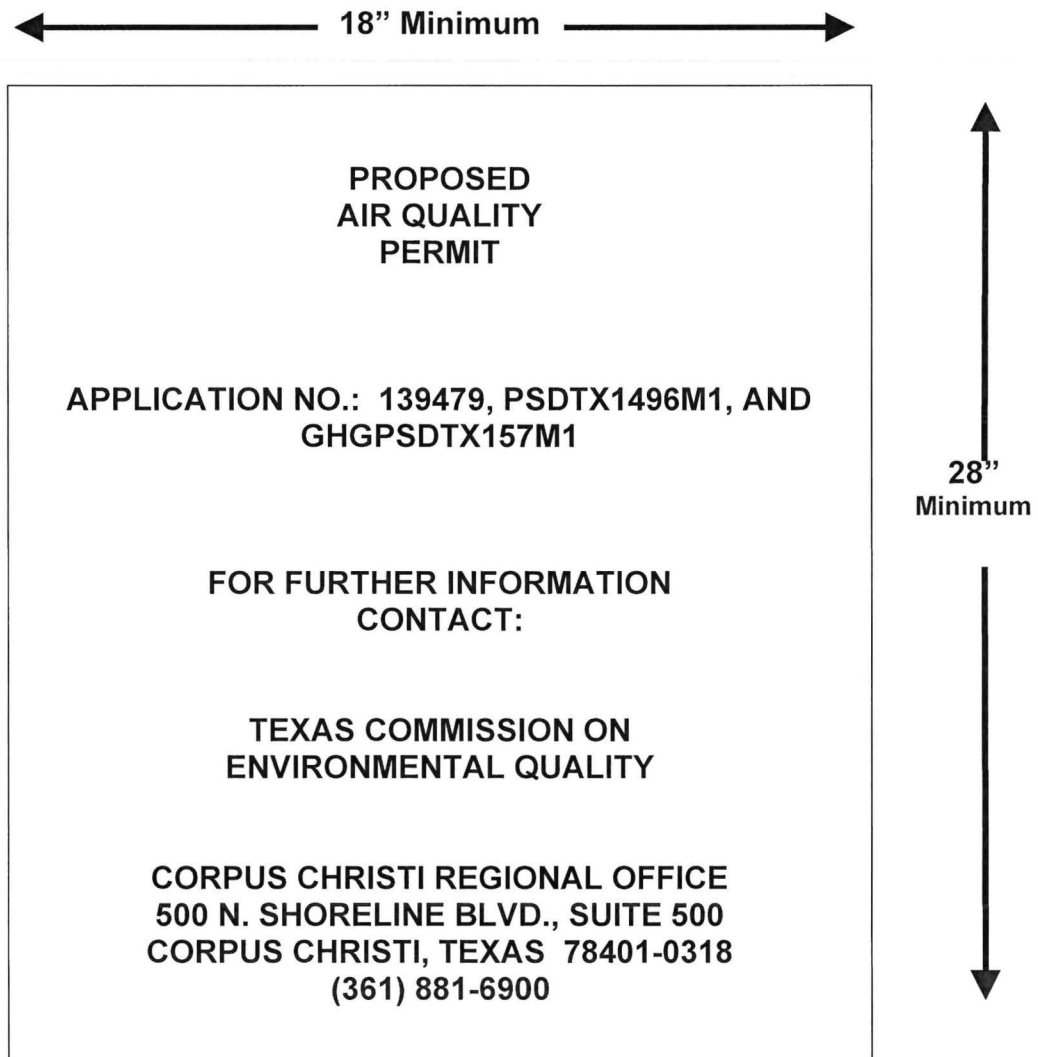 18” Minimum
PROPOSED
AIR QUALITY
PERMIT
APPLICATION NO.: 139479, PSDTX1496M1, AND
GHGPSDTX157M1
28”
Minimum
FOR FURTHER INFORMATION
CONTACT:
TEXAS COMMISSION ON
ENVIRONMENTAL QUALITY
CORPUS CHRISTI REGIONAL OFFICE
500 N. SHORELINE BLVD., SUITE 500
CORPUS CHRISTI, TEXAS 78401-0318
(361) 881-6900